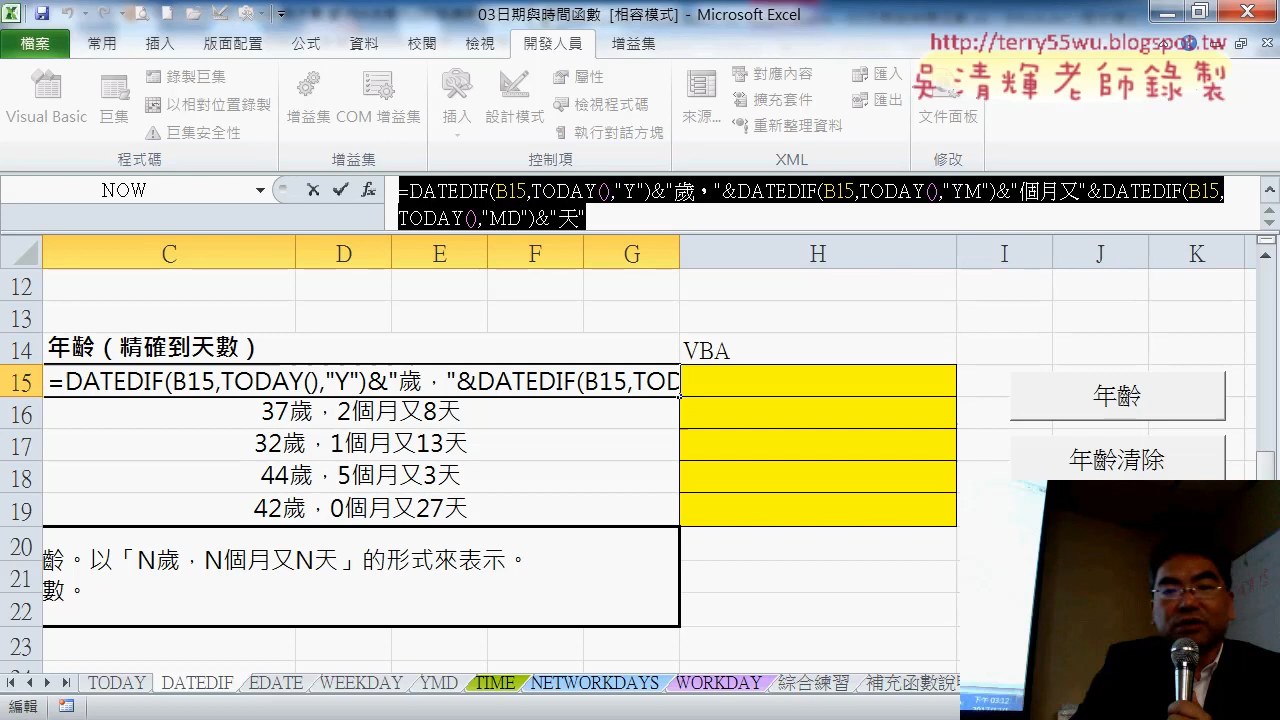 03日期與時間函數 [相容模式] - Microsoft Excel
檔案 常用 插入 版面配置 公式 資料 校閱 檢視 開發人員 增益集
http://terry55wu.blogspot.tw
吳清輝老師錄製
Visual Basic 巨集 錄製巨集 以相對位置錄製 巨集安全性
增益集 COM 增益集
插入 設計模式 屬性 檢視程式碼 執行對話方塊
來源... 對應內容 擴充套件 重新整理資料 匯入 匯出
文件面板
程式碼 增益集 控制項 XML 修改
NOW
=DATEDIF(B15,TODAY(),"Y")&"歲，"&DATEDIF(B15,TODAY(),"YM")&"個月又"&DATEDIF(B15,
TODAY(),"MD")&"天"
C D E F G H I J K
12
13
14 年齡（精確到天數） VBA
15 =DATEDIF(B15,TODAY(),"Y")&"歲，"&DATEDIF(B15,TOD
年齡
16 37歲，2個月又8天
17 32歲，1個月又13天
年齡清除
18 44歲，5個月又3天
19 42歲，0個月又27天
20
齡。以「N歲，N個月又N天」的形式來表示。
21
數。
22
23
TODAY DATEDIF EDATE WEEKDAY YMD TIME NETWORKDAYS WORKDAY 綜合練習 補充函數說
編輯
下午 03:12